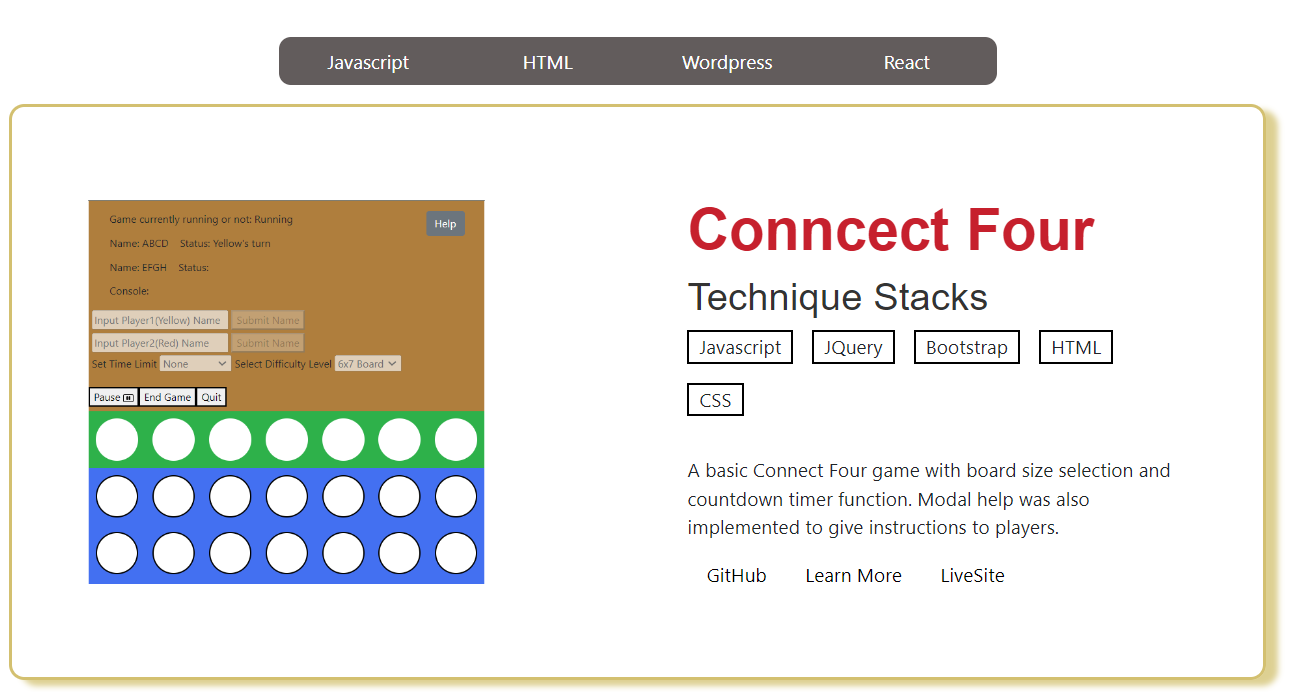 Javascript HTML Wordpress React
Game currently running or not: Running
Help
Name: ABCD Status: Yellow's turn
Name: EFGH Status:
Console:
Input Player1(Yellow) Name Submit Name
Input Player2(Red) Name Submit Name
Set Time Limit None Select Difficulty Level 6x7 Board
Pause End Game Quit
Conncect Four
Technique Stacks
Javascript JQuery Bootstrap HTML
CSS
A basic Connect Four game with board size selection and
countdown timer function. Modal help was also
implemented to give instructions to players.
GitHub Learn More LiveSite